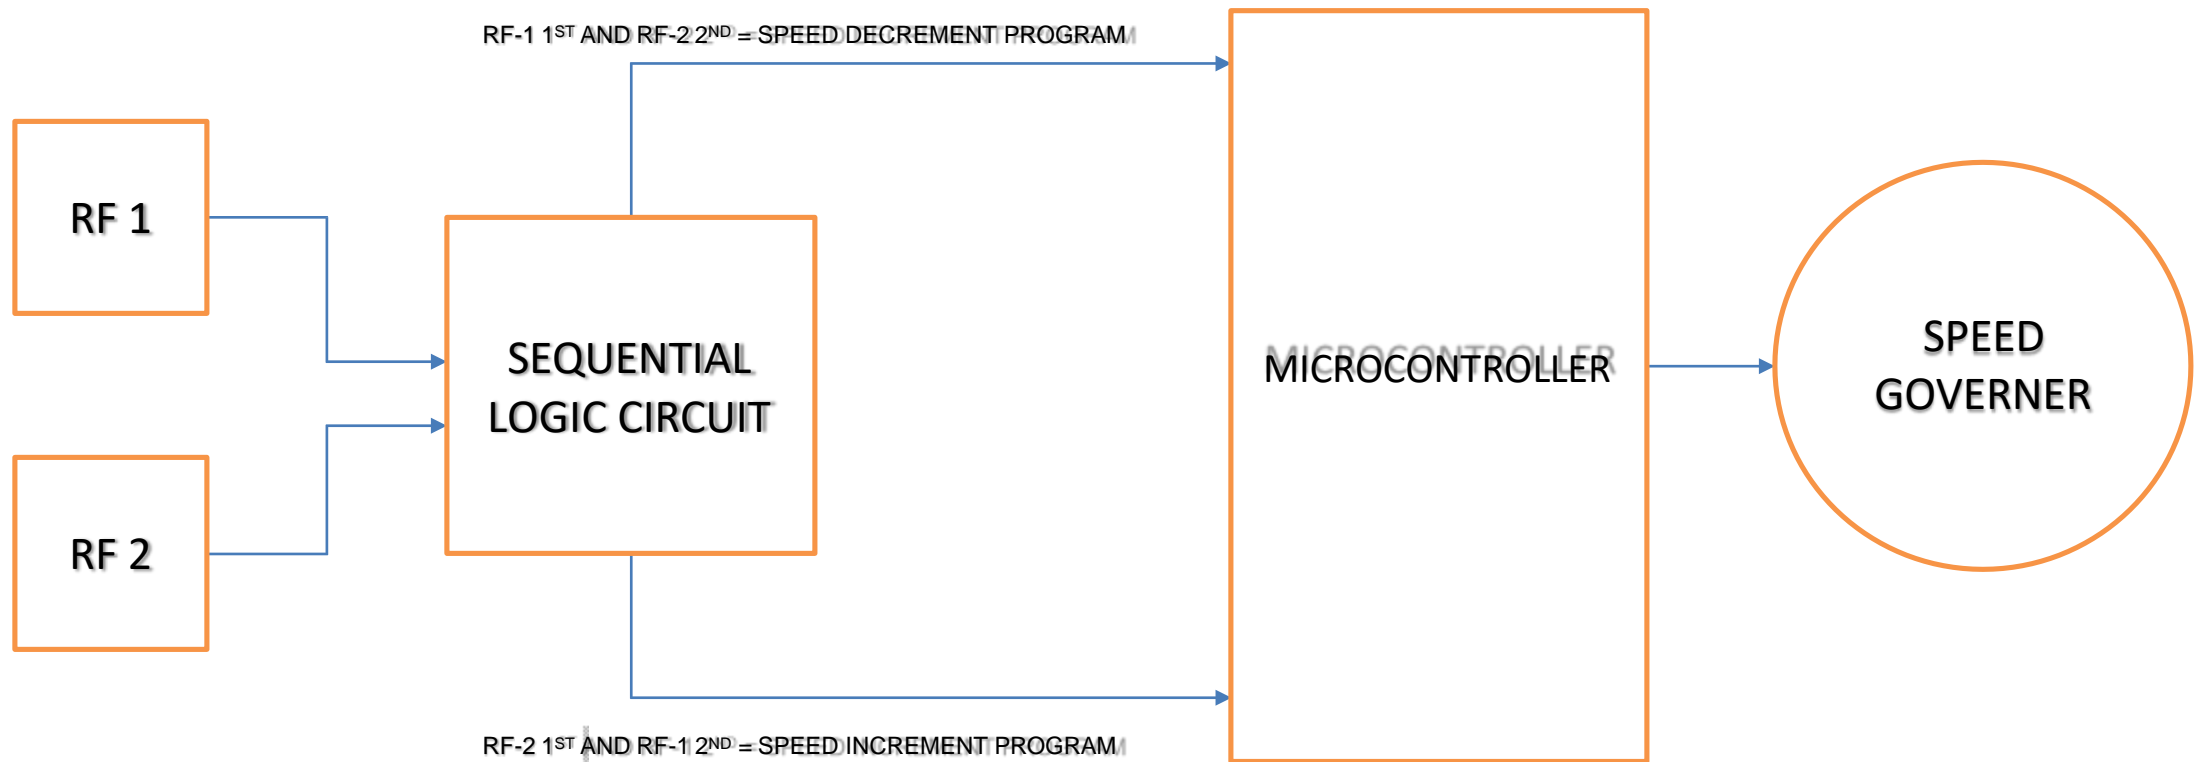 RF-1 1ST AND RF-2 2ND = SPEED DECREMENT PROGRAM
RF 1
RF 2
SEQUENTIAL
LOGIC CIRCUIT
MICROCONTROLLER
SPEED
GOVERNER
RF-2 1ST AND RF-1 2ND = SPEED INCREMENT PROGRAM